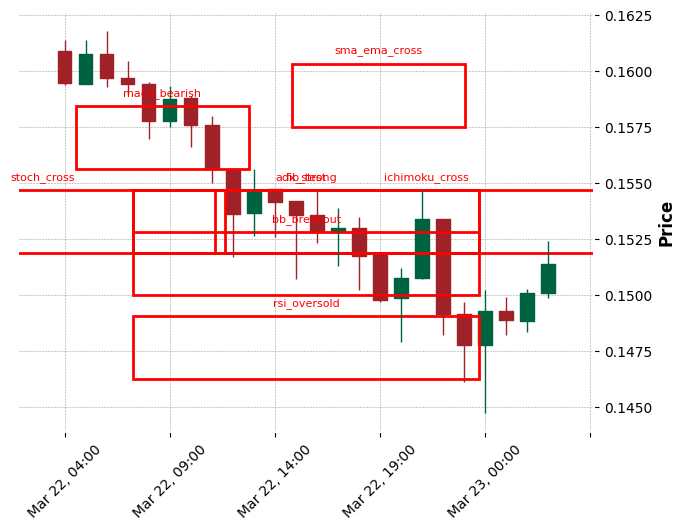 0.1625
sma_ema_cross
0.1600
macd_bearish
0.1575
stoch_cross
adx_strong
fib_test
ichimoku_cross
0.1550
bb_breakout
0.1525
Price
rsi_oversold
0.1500
0.1475
0.1450
Mar 22, 04:00
Mar 22, 09:00
Mar 22, 14:00
Mar 22, 19:00
Mar 23, 00:00